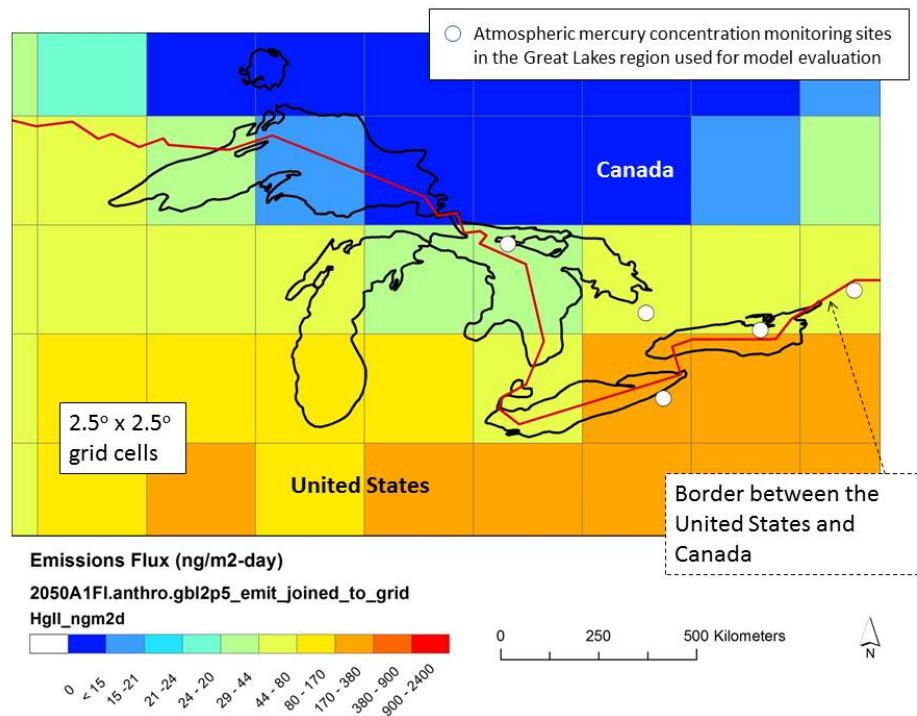 Atmospheric mercury concentration monitoring sites
in the Great Lakes region used for model evaluation
Canada
2.5° x 2.5°
grid cells
United States
Border between the
United States and
Canada
Emissions Flux (ng/m2-day)
2050A1FI.anthro.gbl2p5_emit_joined_to_grid
HgII_ngm2d
0
< 15
15 -21
21 - 24
24 - 20
29 - 44
44 - 80
80 - 170
170 - 380
380 - 900
900 - 2400
0 250 500 Kilometers
N